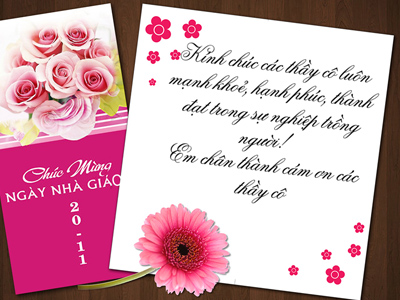 Chúc Mừng
NGÀY NHÀ GIÁO
20-11
Kính chúc các thầy cô luôn
mạnh khoẻ, hạnh phúc, thành
đạt trong sự nghiệp trồng
người.!
Em chân thành cám ơn các
thầy cô